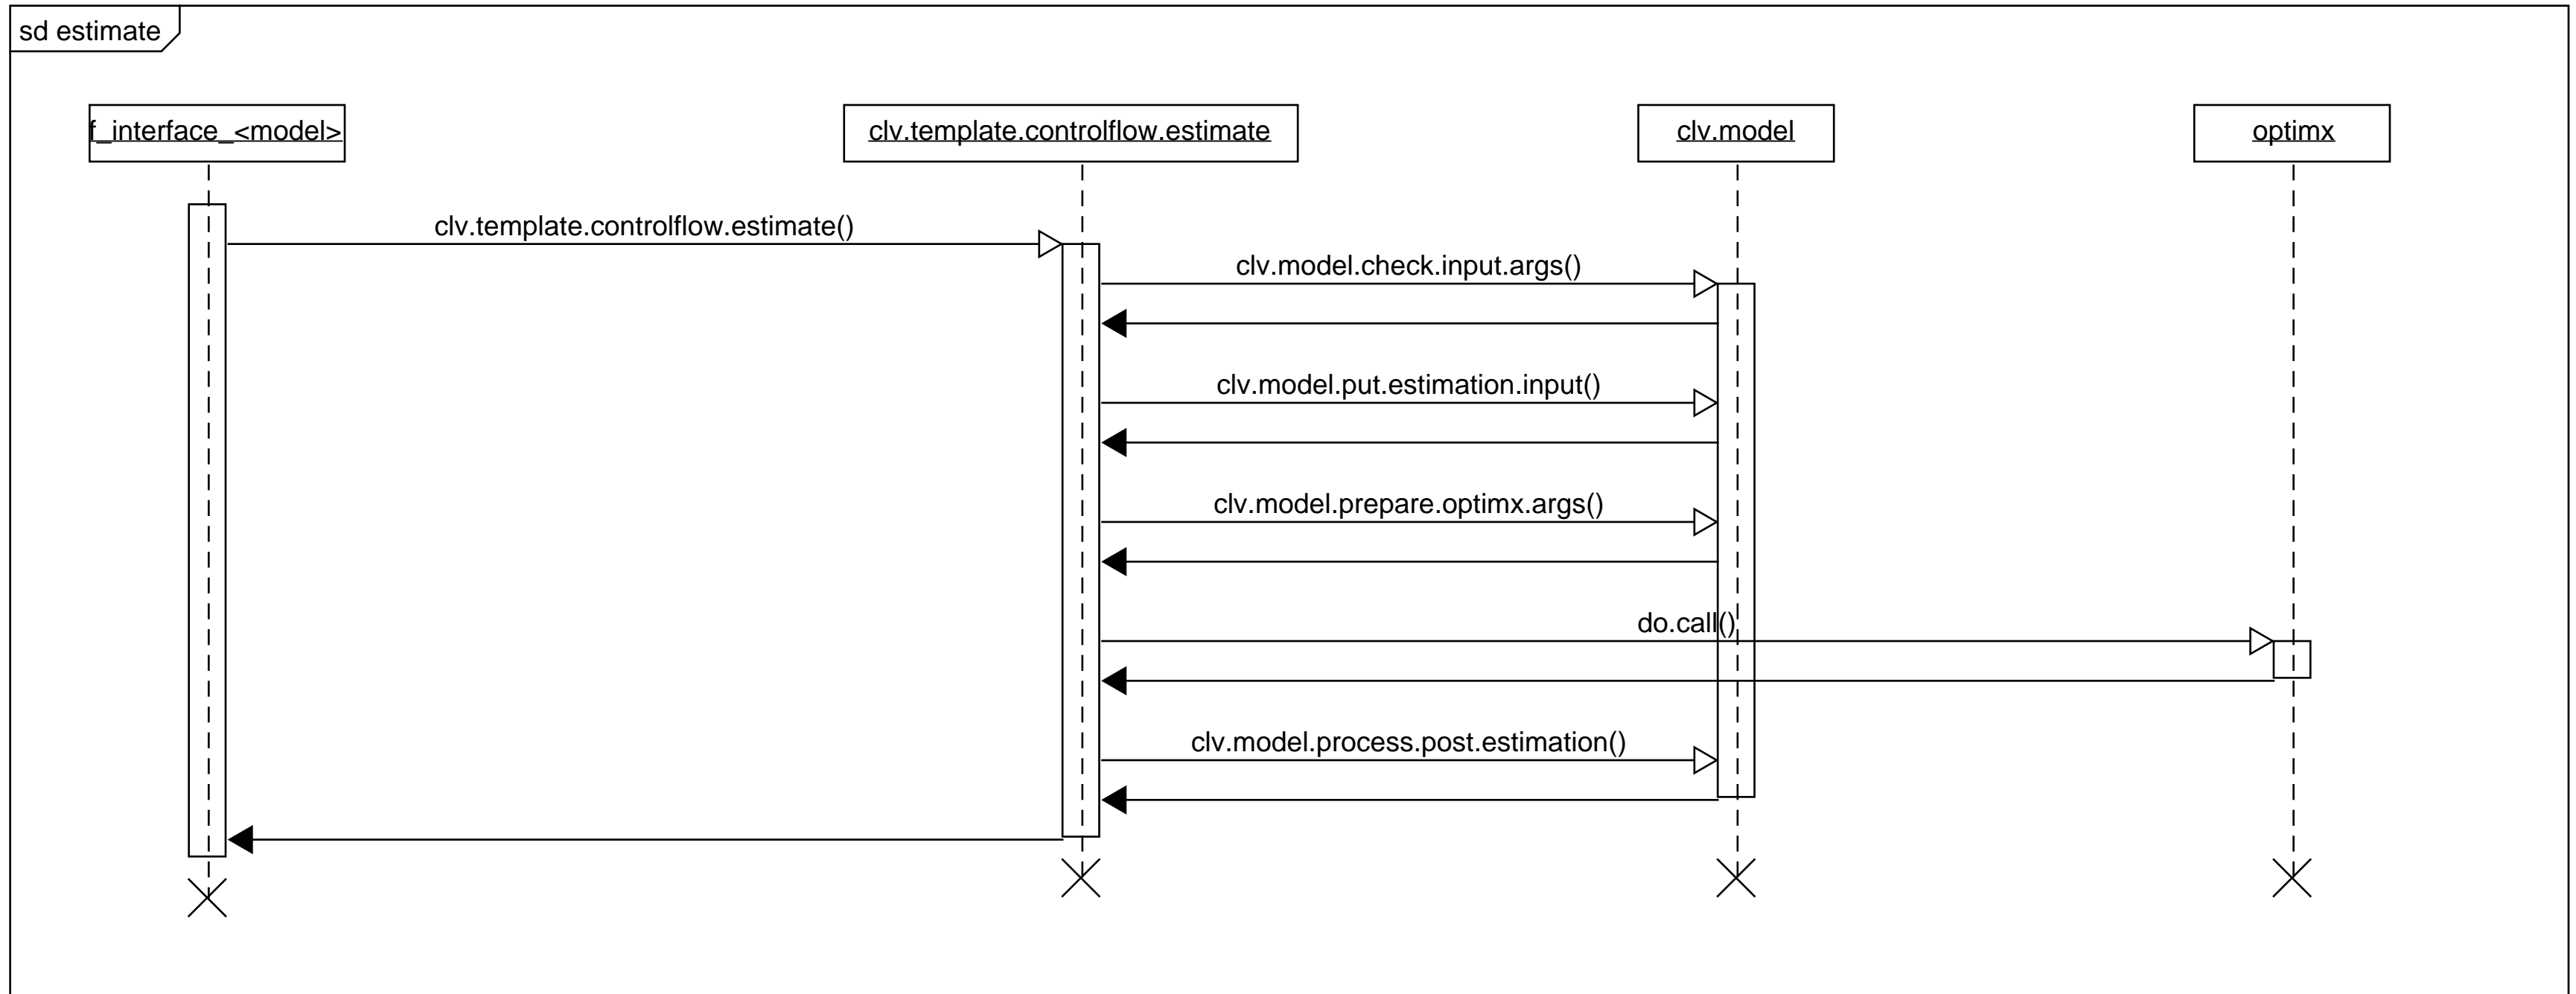 sd estimate
f_interface_<model>
clv.template.controlflow.estimate
clv.model
optimx
clv.template.controlflow.estimate()
clv.model.check.input.args()
clv.model.put.estimation.input()
clv.model.prepare.optimx.args()
do.call()
clv.model.process.post.estimation()